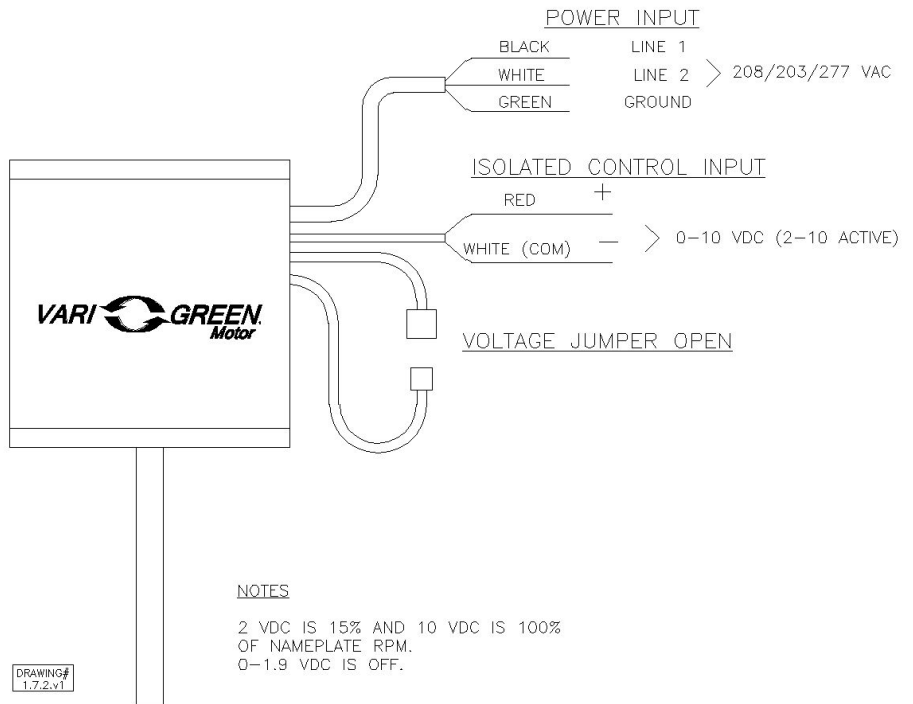 POWER INPUT
BLACK LINE 1
WHITE LINE 2 208/203/277 VAC
GREEN GROUND
ISOLATED CONTROL INPUT
RED +
WHITE (COM) − 0−10 VDC (2−10 ACTIVE)
VARI GREEN
Motor
VOLTAGE JUMPER OPEN
NOTES
2 VDC IS 15% AND 10 VDC IS 100%
OF NAMEPLATE RPM.
0−1.9 VDC IS OFF.
DRAWING#
1.7.2.v1